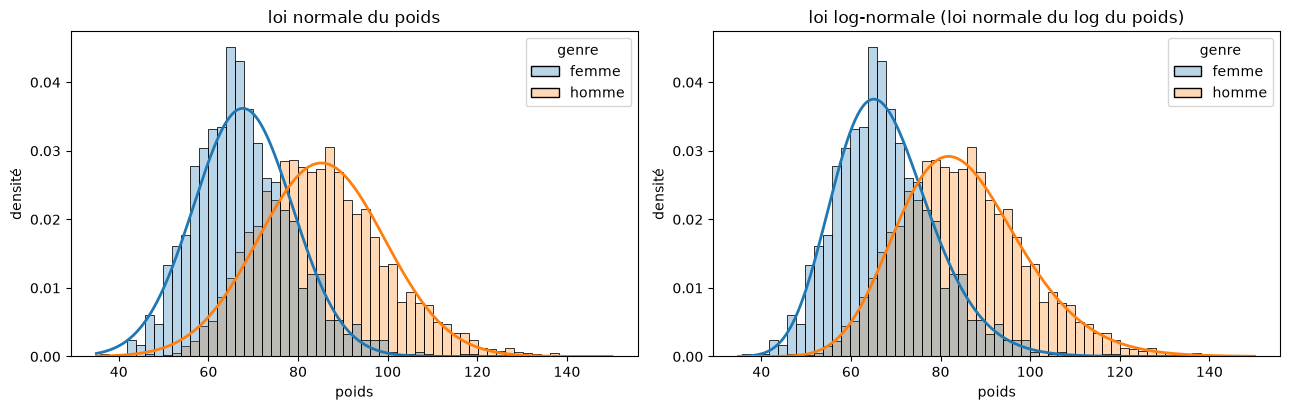 loi normale du poids
genre
femme
homme
densité
0.04
0.03
0.02
0.01
0.00
40 60 80 100 120 140
poids
loi log-normale (loi normale du log du poids)
genre
femme
homme
densité
0.04
0.03
0.02
0.01
0.00
40 60 80 100 120 140
poids